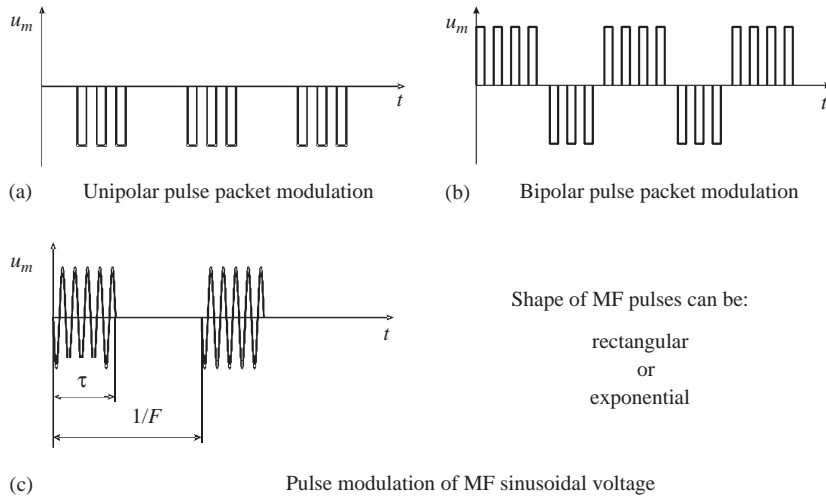 u_m
t
(a) Unipolar pulse packet modulation
u_m
t
(b) Bipolar pulse packet modulation
u_m
t
τ
1/F
Shape of MF pulses can be:
rectangular
or
exponential
(c) Pulse modulation of MF sinusoidal voltage